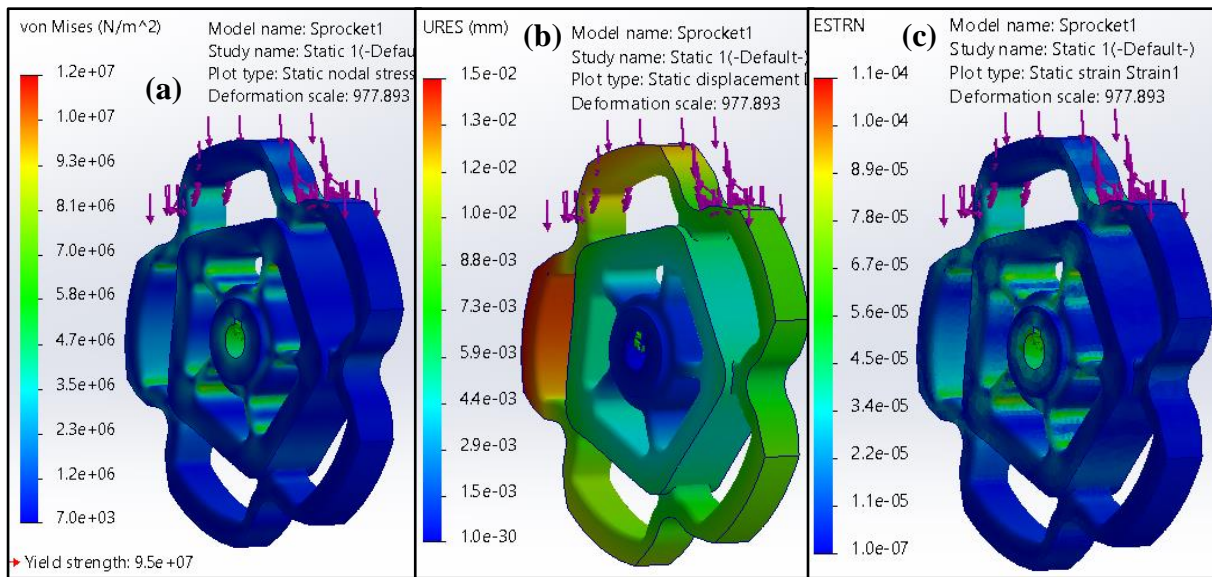 von Mises (N/m^2)
Model name: Sprocket1
Study name: Static 1(-Defau
Plot type: Static nodal stress
Deformation scale: 977.893
(a)
1.2e+07
1.0e+07
9.3e+06
8.1e+06
7.0e+06
5.8e+06
4.7e+06
3.5e+06
2.3e+06
1.2e+06
7.0e+03
Yield strength: 9.5e+07
URES (mm)
(b)
Model name: Sprocket1
Study name: Static 1(-Default-)
Plot type: Static displacement D
Deformation scale: 977.893
1.5e-02
1.3e-02
1.2e-02
1.0e-02
8.8e-03
7.3e-03
5.9e-03
4.4e-03
2.9e-03
1.5e-03
1.0e-30
ESTRN
(c)
Model name: Sprocket1
Study name: Static 1(-Default-)
Plot type: Static strain Strain1
Deformation scale: 977.893
1.1e-04
1.0e-04
8.9e-05
7.8e-05
6.7e-05
5.6e-05
4.5e-05
3.4e-05
2.2e-05
1.1e-05
1.0e-07